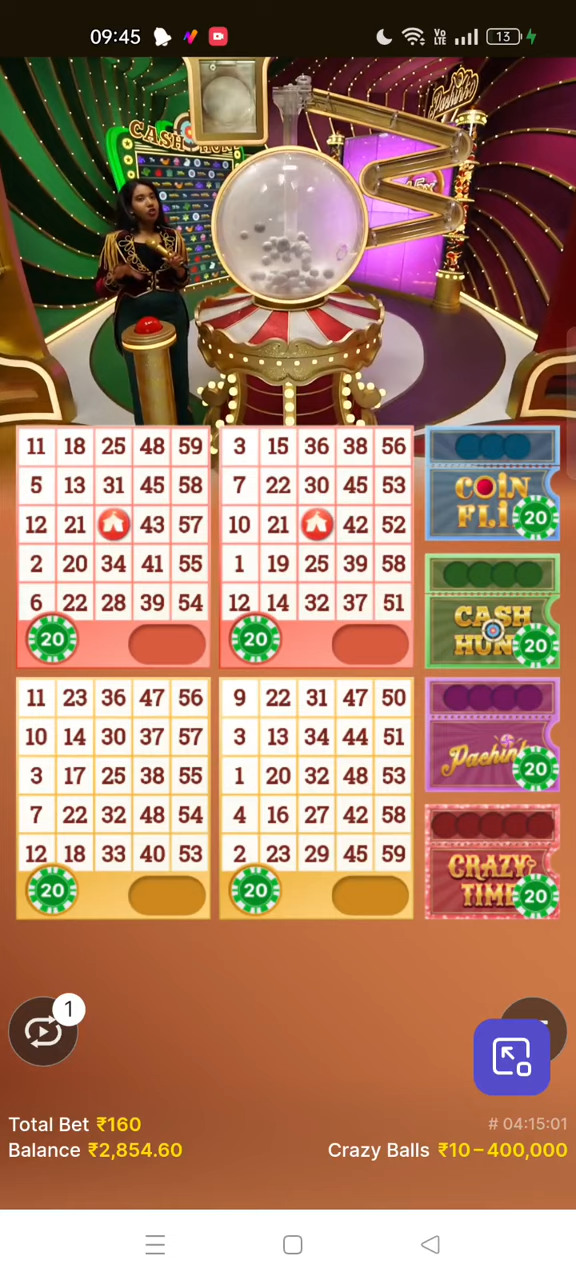 09:45
Vo LTE
13
CASH HUNT
Pachinko
11 18 25 48 59
5 13 31 45 58
12 21 43 57
2 20 34 41 55
6 22 28 39 54
20
3 15 36 38 56
7 22 30 45 53
10 21 42 52
1 19 25 39 58
12 14 32 37 51
20
COIN
FLI
20
CASH
HUN
20
11 23 36 47 56
10 14 30 37 57
3 17 25 38 55
7 22 32 48 54
12 18 33 40 53
20
9 22 31 47 50
3 13 34 44 51
1 20 32 48 53
4 16 27 42 58
2 23 29 45 59
20
Pachin
20
CRAZY
TIME
20
1
Total Bet ₹160
# 04:15:01
Balance ₹2,854.60
Crazy Balls ₹10–400,000